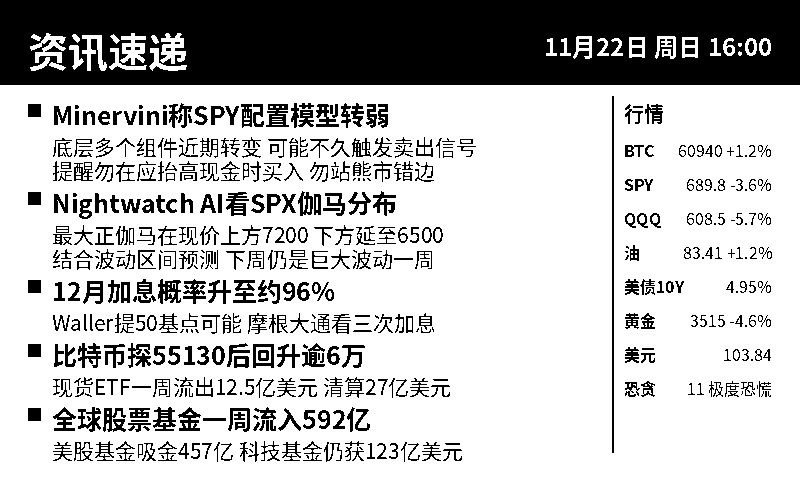 资讯速递
11月22日 周日 16:00
Minervini称SPY配置模型转弱
底层多个组件近期转变 可能不久触发卖出信号
提醒勿在应抬高现金时买入 勿站熊市错边
Nightwatch AI看SPX伽马分布
最大正伽马在现价上方7200 下方延至6500
结合波动区间预测 下周仍是巨大波动一周
12月加息概率升至约96%
Waller提50基点可能 摩根大通看三次加息
比特币探55130后回升逾6万
现货ETF一周流出12.5亿美元 清算27亿美元
全球股票基金一周流入592亿
美股基金吸金457亿 科技基金仍获123亿美元
行情
BTC 60940 +1.2%
SPY 689.8 -3.6%
QQQ 608.5 -5.7%
油 83.41 +1.2%
美债10Y 4.95%
黄金 3515 -4.6%
美元 103.84
恐贪 11 极度恐慌